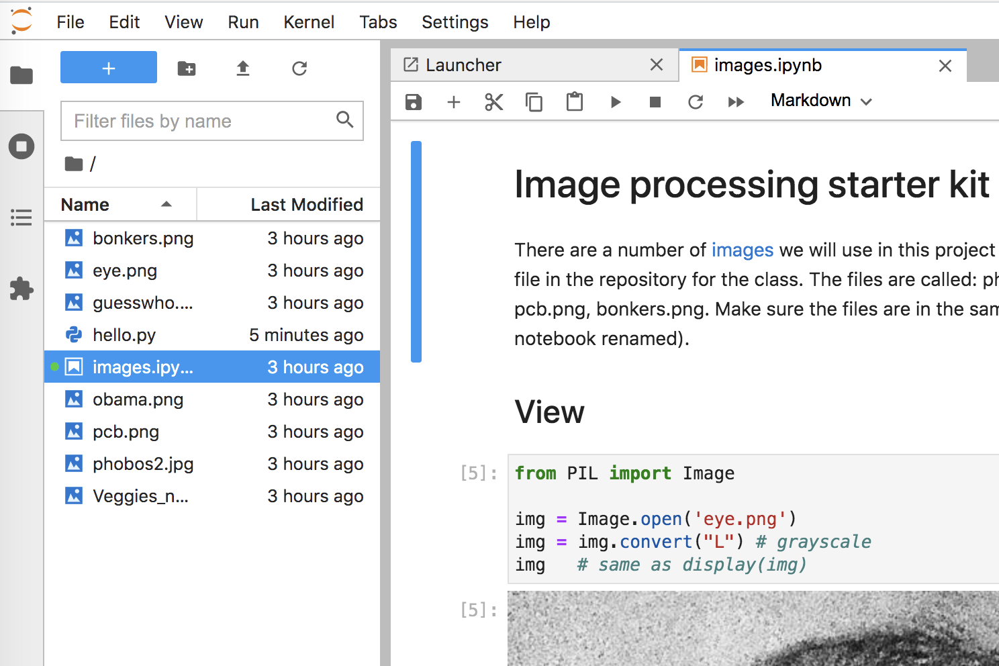 File Edit View Run Kernel Tabs Settings Help
+
Filter files by name
/
Name Last Modified
bonkers.png 3 hours ago
eye.png 3 hours ago
guesswho.... 3 hours ago
hello.py 5 minutes ago
images.ipy... 3 hours ago
obama.png 3 hours ago
pcb.png 3 hours ago
phobos2.jpg 3 hours ago
Veggies_n... 3 hours ago
Launcher
images.ipynb
Markdown
Image processing starter kit
There are a number of images we will use in this project
file in the repository for the class. The files are called: ph
pcb.png, bonkers.png. Make sure the files are in the sam
notebook renamed).
View
[5]: from PIL import Image
img = Image.open('eye.png')
img = img.convert("L") # grayscale
img   # same as display(img)
[5]: